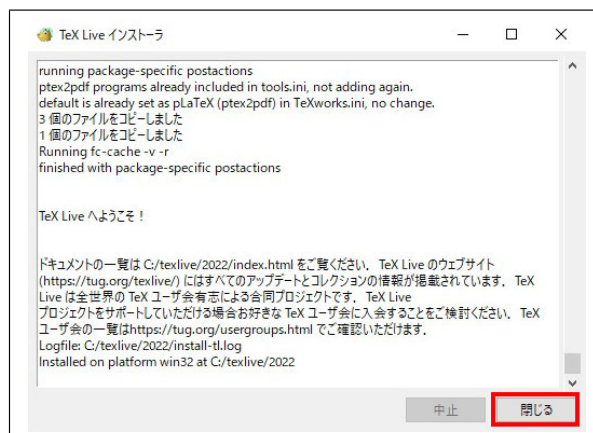 TeX Live インストーラ
running package-specific postactions
ptex2pdf programs already included in tools.ini, not adding again.
default is already set as pLaTeX (ptex2pdf) in TeXworks.ini, no change.
3 個のファイルをコピーしました
1 個のファイルをコピーしました
Running fc-cache -v -r
finished with package-specific postactions
TeX Live へようこそ！
ドキュメントの一覧は C:/texlive/2022/index.html をご覧ください． TeX Live のウェブサイト
(https://tug.org/texlive/) にはすべてのアップデートとコレクションの情報が掲載されています． TeX
Live は全世界の TeX ユーザ会有志による合同プロジェクトです． TeX Live
プロジェクトをサポートしていただける場合お好きな TeX ユーザ会に入会することをご検討ください． TeX
ユーザ会の一覧はhttps://tug.org/usergroups.html でご確認いただけます．
Logfile: C:/texlive/2022/install-tl.log
Installed on platform win32 at C:/texlive/2022
中止
閉じる